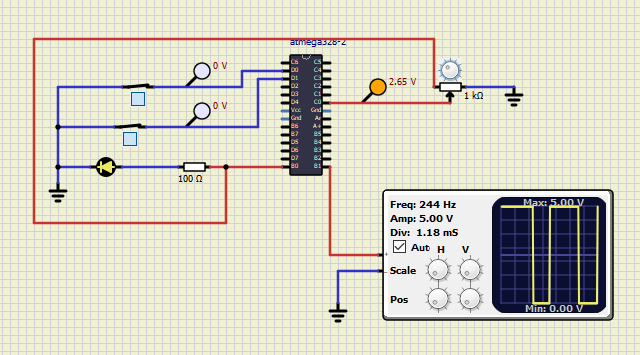 atmega328-2
0 V
0 V
2.65 V
1 kΩ
100 Ω
C6 C5
D0 C4
D1 C3
D2 C2
D3 C1
D4 C0
Vcc Gnd
Gnd Ar
B6 A+
B7 B5
D5 B4
D6 B3
D7 B2
B0 B1
Freq: 244 Hz
Amp: 5.00 V
Div: 1.18 mS
Aut H V
Scale
Pos
Max: 5.00 V
Min: 0.00 V